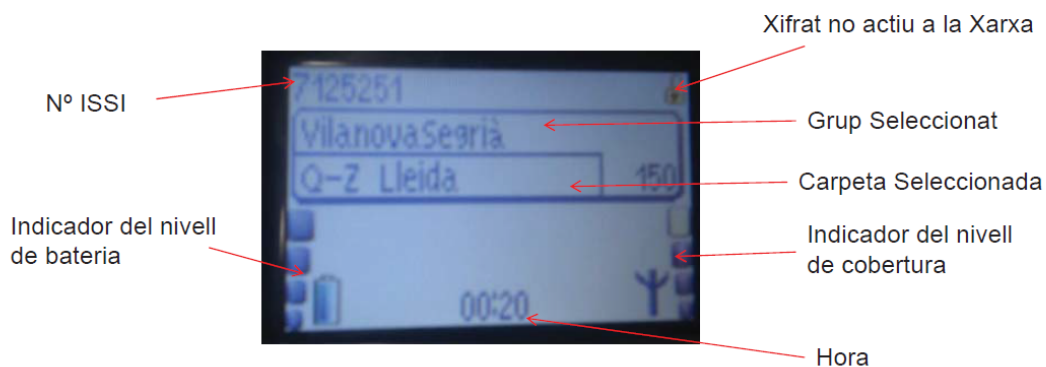 Xifrat no actiu a la Xarxa
7125251
Nº ISSI
VilanovaSegrià
Grup Seleccionat
Q-Z Lleida
150
Carpeta Seleccionada
Indicador del nivell
de bateria
Indicador del nivell
de cobertura
00:20
Hora